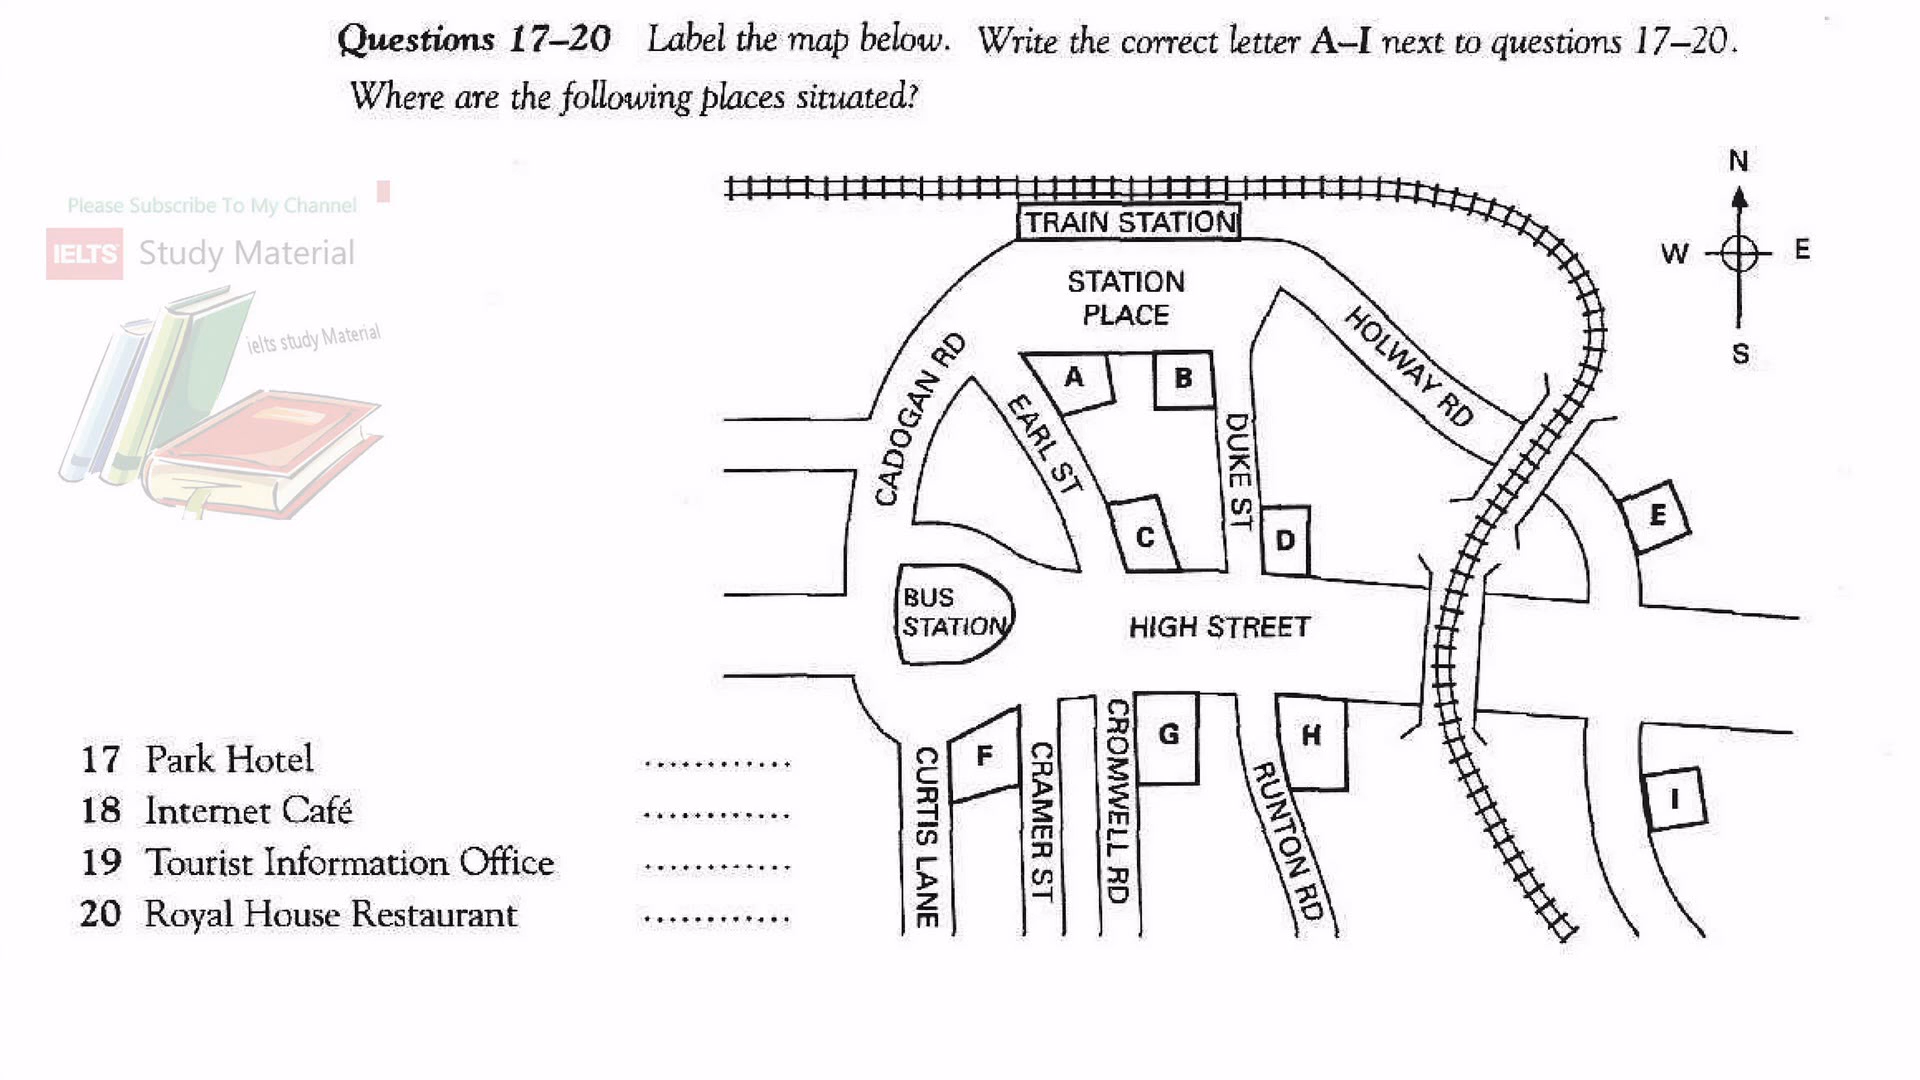 Questions 17–20 Label the map below. Write the correct letter A–I next to questions 17–20.
Where are the following places situated?
Please Subscribe To My Channel
IELTS Study Material
ielts study Material
N
W
E
S
TRAIN STATION
STATION
PLACE
HOLWAY RD
CADOGAN RD
EARL ST
DUKE ST
A
B
C
D
E
BUS
STATION
HIGH STREET
F
G
H
I
CURTIS LANE
CRAMER ST
CROMWELL RD
RUNTON RD
17 Park Hotel ............
18 Internet Café ............
19 Tourist Information Office ............
20 Royal House Restaurant ............